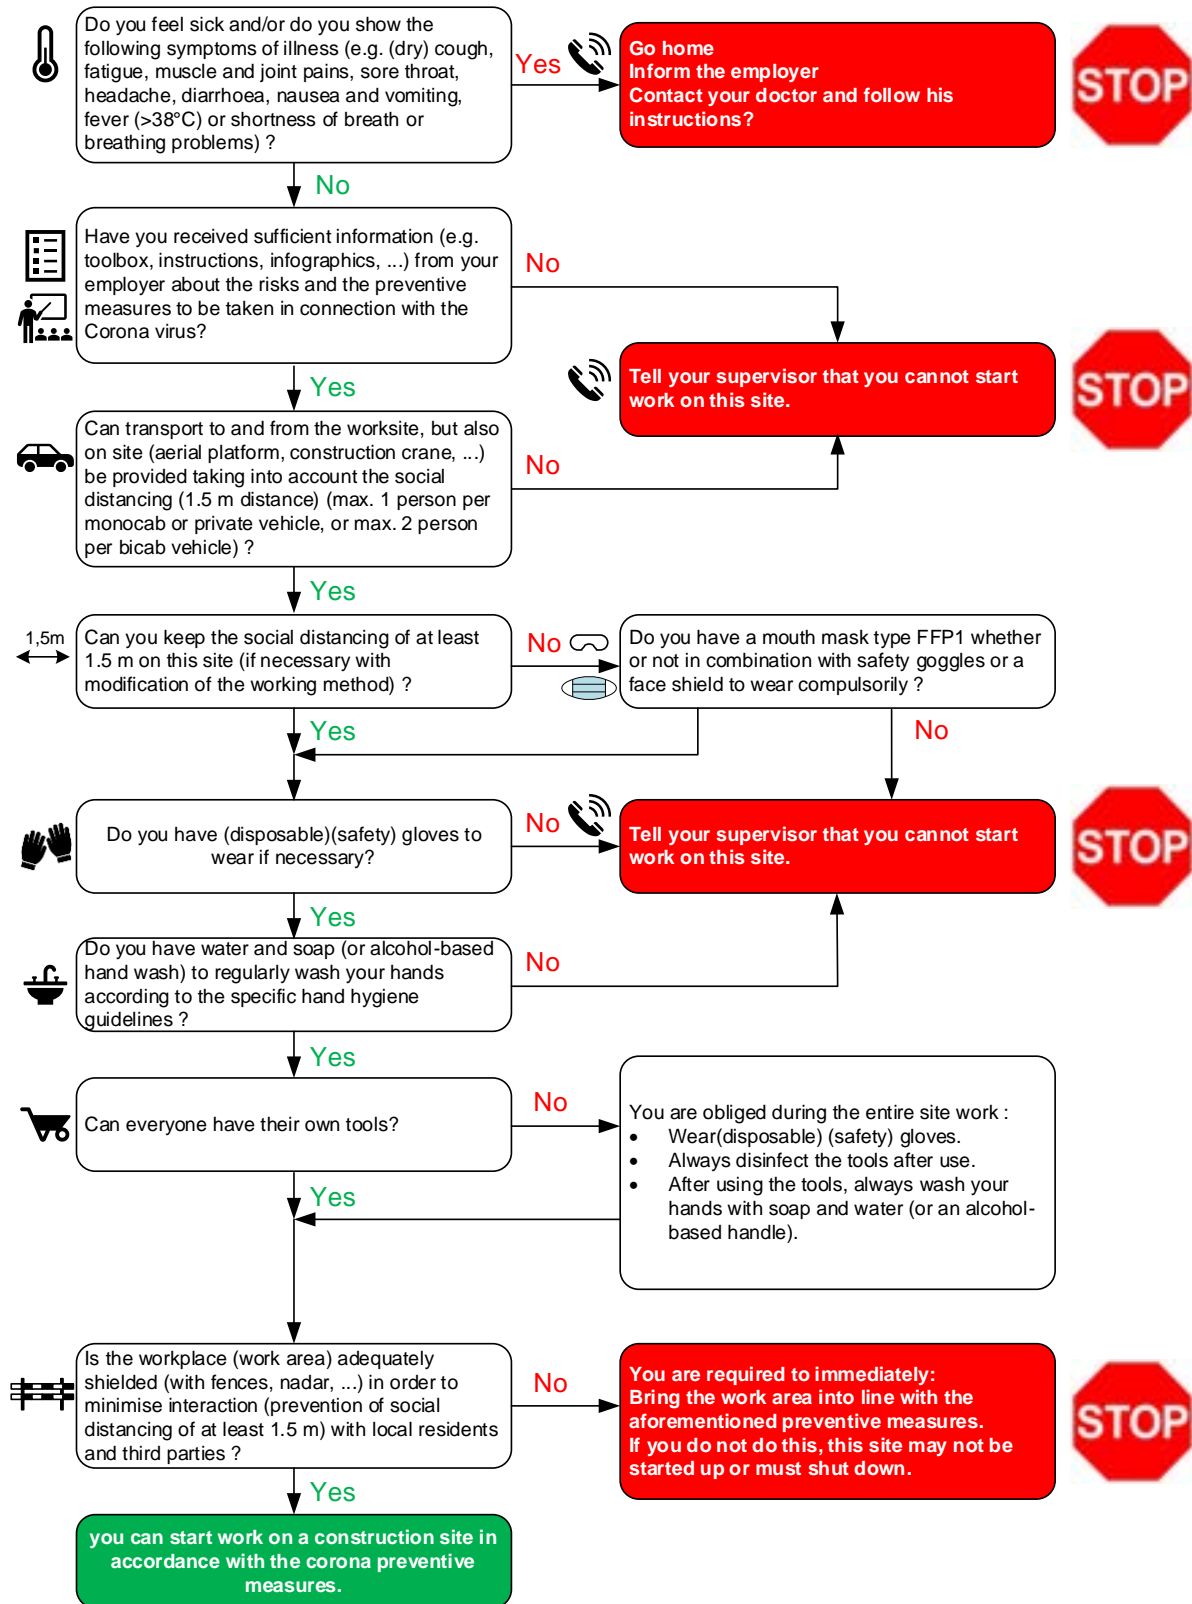 Do you feel sick and/or do you show the
following symptoms of illness (e.g. (dry) cough,
fatigue, muscle and joint pains, sore throat,
headache, diarrhoea, nausea and vomiting,
fever (>38°C) or shortness of breath or
breathing problems) ?
Yes
Go home
Inform the employer
Contact your doctor and follow his
instructions?
STOP
No
Have you received sufficient information (e.g.
toolbox, instructions, infographics, ...) from your
employer about the risks and the preventive
measures to be taken in connection with the
Corona virus?
No
Tell your supervisor that you cannot start
work on this site.
STOP
Yes
Can transport to and from the worksite, but also
on site (aerial platform, construction crane, ...)
be provided taking into account the social
distancing (1.5 m distance) (max. 1 person per
monocab or private vehicle, or max. 2 person
per bicab vehicle) ?
No
Yes
1,5m
Can you keep the social distancing of at least
1.5 m on this site (if necessary with
modification of the working method) ?
No
Do you have a mouth mask type FFP1 whether
or not in combination with safety goggles or a
face shield to wear compulsorily ?
Yes
No
Do you have (disposable)(safety) gloves to
wear if necessary?
No
Tell your supervisor that you cannot start
work on this site.
STOP
Yes
Do you have water and soap (or alcohol-based
hand wash) to regularly wash your hands
according to the specific hand hygiene
guidelines ?
No
Yes
Can everyone have their own tools?
No
You are obliged during the entire site work :
• Wear(disposable) (safety) gloves.
• Always disinfect the tools after use.
• After using the tools, always wash your
hands with soap and water (or an alcohol-
based handle).
Yes
Is the workplace (work area) adequately
shielded (with fences, nadar, ...) in order to
minimise interaction (prevention of social
distancing of at least 1.5 m) with local residents
and third parties ?
No
You are required to immediately:
Bring the work area into line with the
aforementioned preventive measures.
If you do not do this, this site may not be
started up or must shut down.
STOP
Yes
you can start work on a construction site in
accordance with the corona preventive
measures.